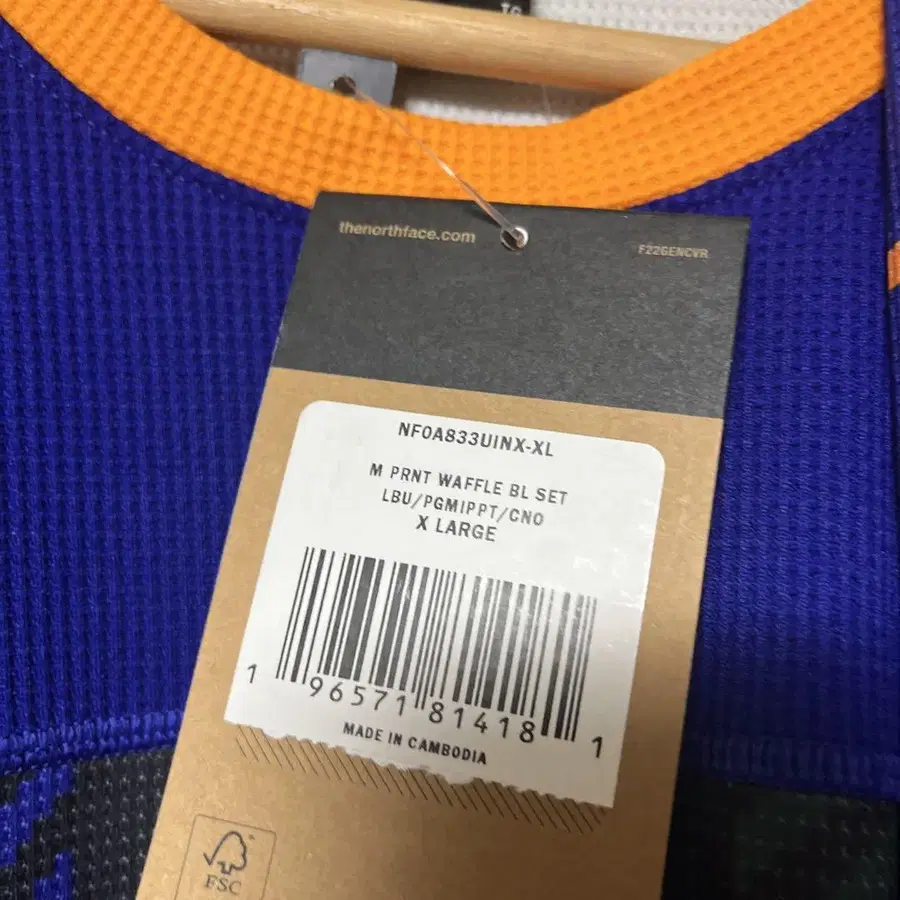 thenorthface.com
F22GENCVR
NF0A833UINX-XL
M PRNT WAFFLE BL SET
LBU/PGMIPPT/CNO
X LARGE
1 96571 81418 1
MADE IN CAMBODIA
FSC